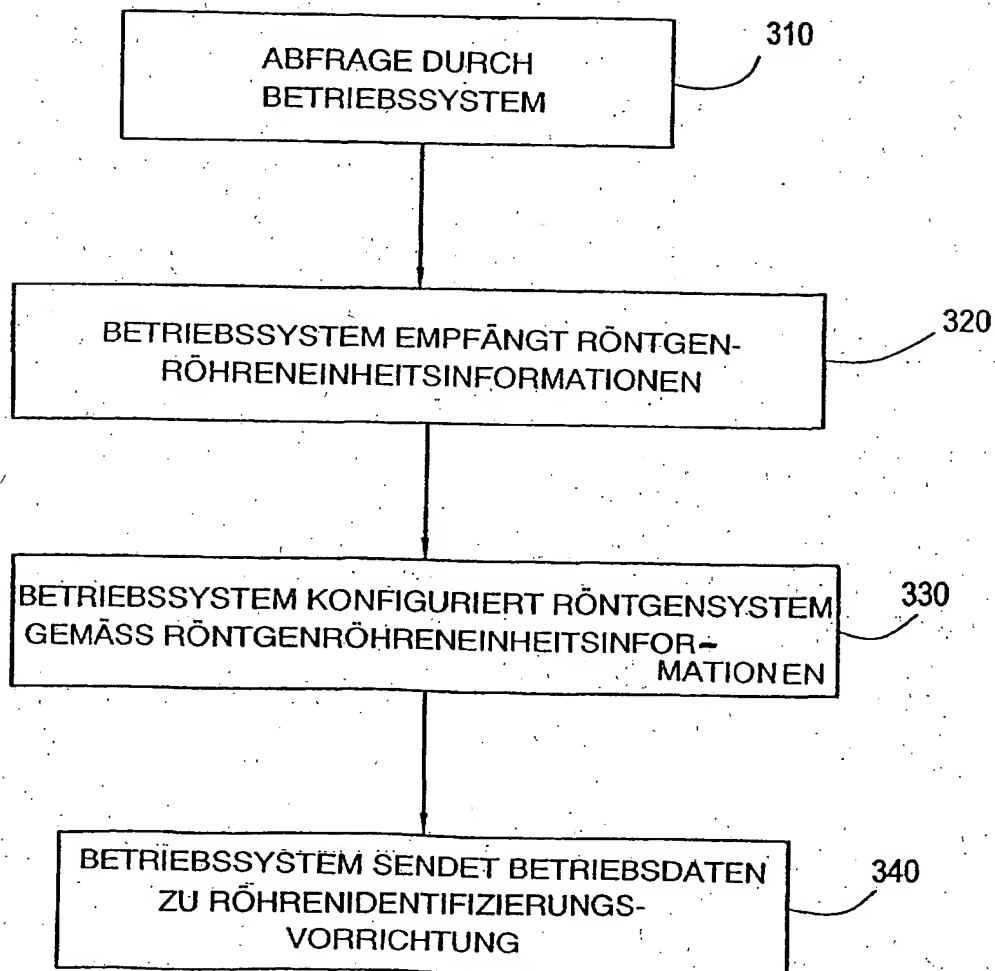 ABFRAGE DURCH
BETRIEBSSYSTEM
310
BETRIEBSSYSTEM EMPFÄNGT RÖNTGEN-
RÖHRENEINHEITSINFORMATIONEN
320
BETRIEBSSYSTEM KONFIGURIERT RÖNTGENSYSTEM
GEMÄSS RÖNTGENRÖHRENEINHEITSINFOR-
MATIONEN
330
BETRIEBSSYSTEM SENDET BETRIEBSDATEN
ZU RÖHRENIDENTIFIZIERUNGS-
VORRICHTUNG
340